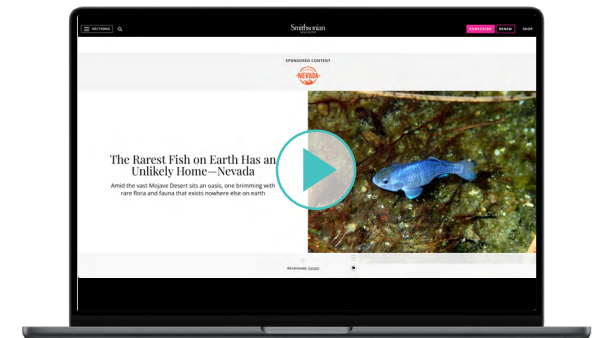 SECTIONS
Smithsonian
MAGAZINE
SUBSCRIBE
RENEW
SHOP
SPONSORED CONTENT
NEVADA
The Rarest Fish on Earth Has an
Unlikely Home—Nevada
Amid the vast Mojave Desert sits an oasis, one brimming with
rare flora and fauna that exists nowhere else on earth